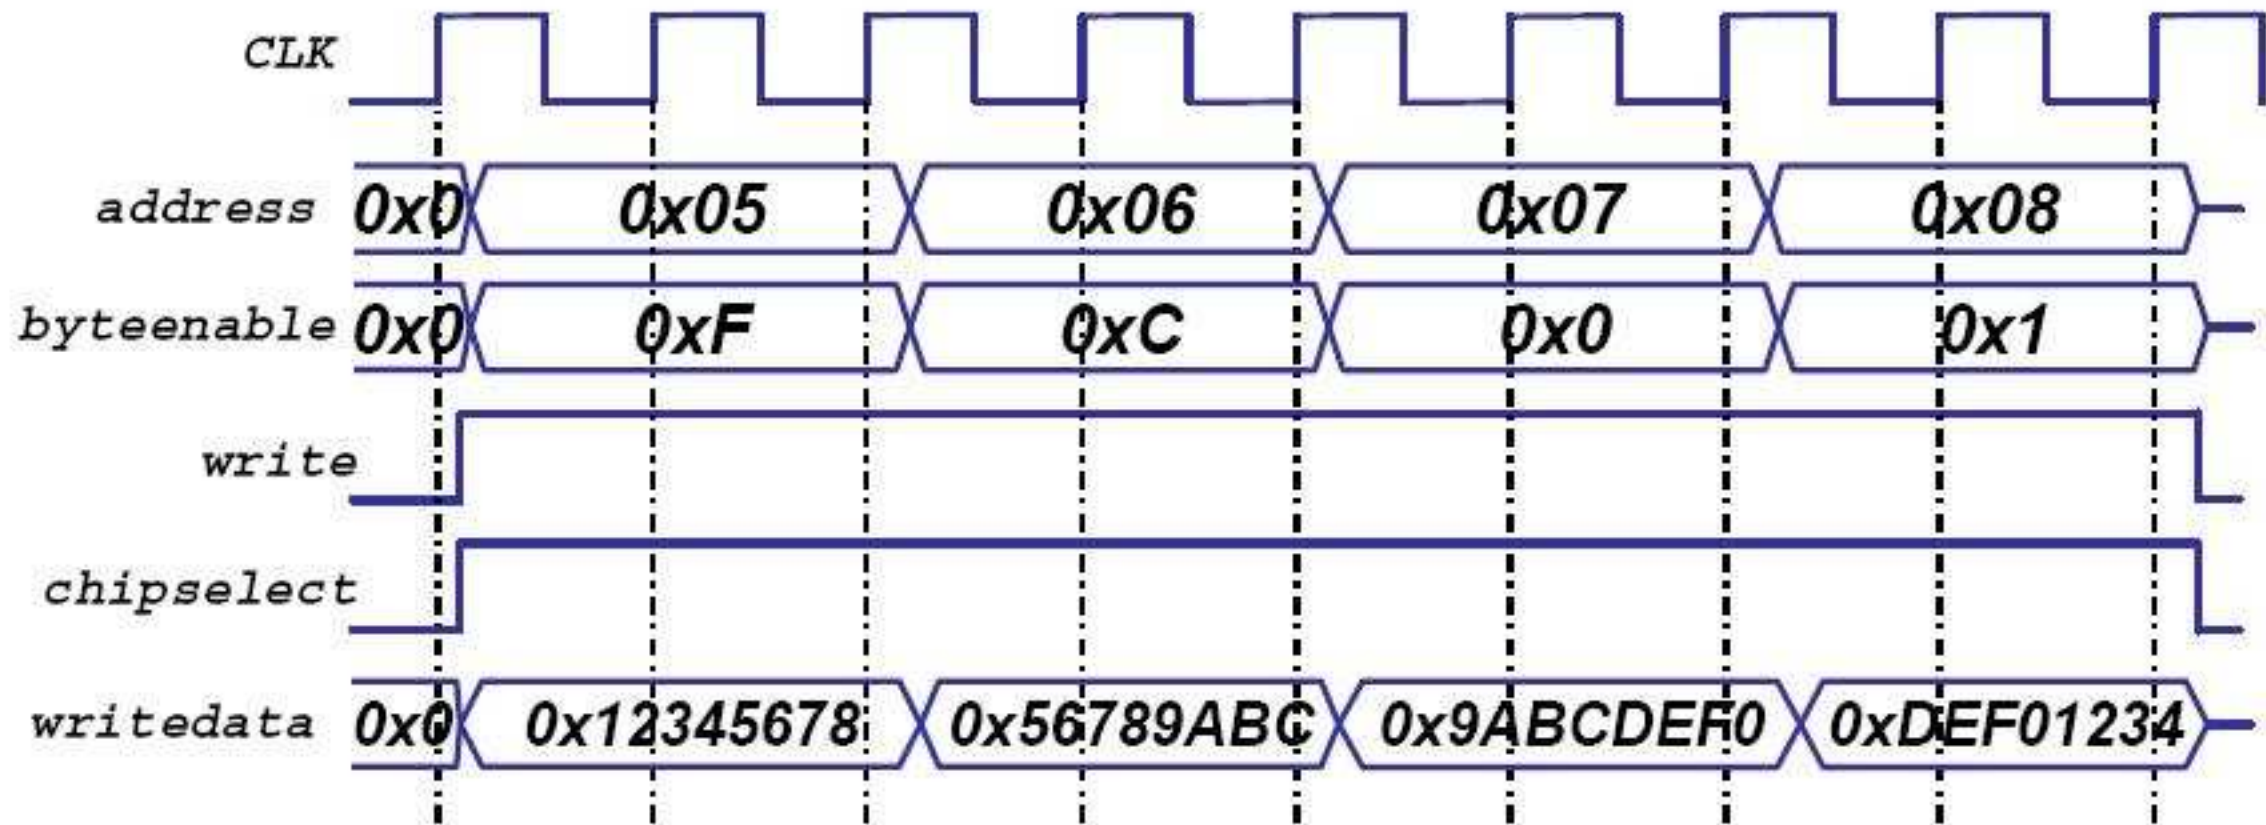 CLK
address 0x0 0x05 0x06 0x07 0x08
byteenable 0x0 0xF 0xC 0x0 0x1
write
chipselect
writedata 0x0 0x12345678 0x56789ABC 0x9ABCDEF0 0xDEF01234